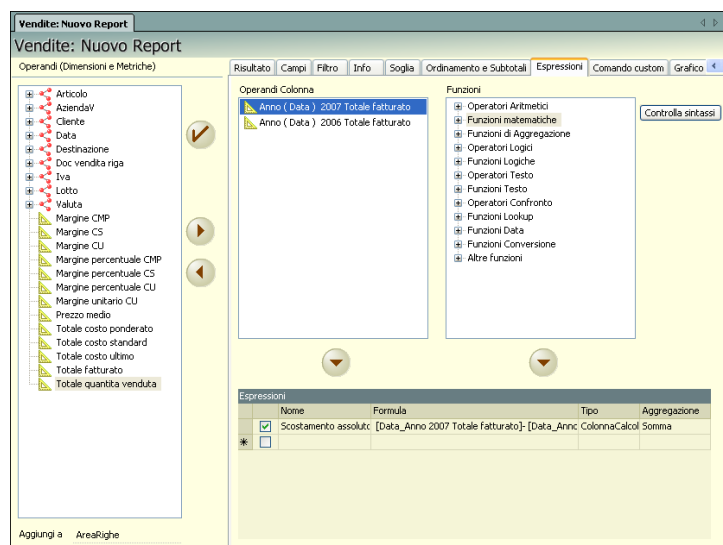 Vendite: Nuovo Report
Vendite: Nuovo Report
Operandi (Dimensioni e Metriche)
Risultato Campi Filtro Info Soglia Ordinamento e Subtotali Espressioni Comando custom Grafico
Articolo
AziendaV
Cliente
Data
Destinazione
Doc vendita riga
Iva
Lotto
Valuta
Margine CMP
Margine CS
Margine CU
Margine percentuale CMP
Margine percentuale CS
Margine percentuale CU
Margine unitario CU
Prezzo medio
Totale costo ponderato
Totale costo standard
Totale costo ultimo
Totale fatturato
Totale quantita venduta
Aggiungi a AreaRighe
Operandi Colonna
Anno ( Data ) 2007 Totale fatturato
Anno ( Data ) 2006 Totale fatturato
Funzioni
Operatori Aritmetici
Funzioni matematiche
Funzioni di Aggregazione
Operatori Logici
Funzioni Logiche
Operatori Testo
Funzioni Testo
Operatori Confronto
Funzioni Lookup
Funzioni Data
Funzioni Conversione
Altre funzioni
Controlla sintassi
Espressioni
Nome Formula Tipo Aggregazione
Scostamento assolutc [Data_Anno 2007 Totale fatturato]- [Data_Annc ColonnaCalcol Somma